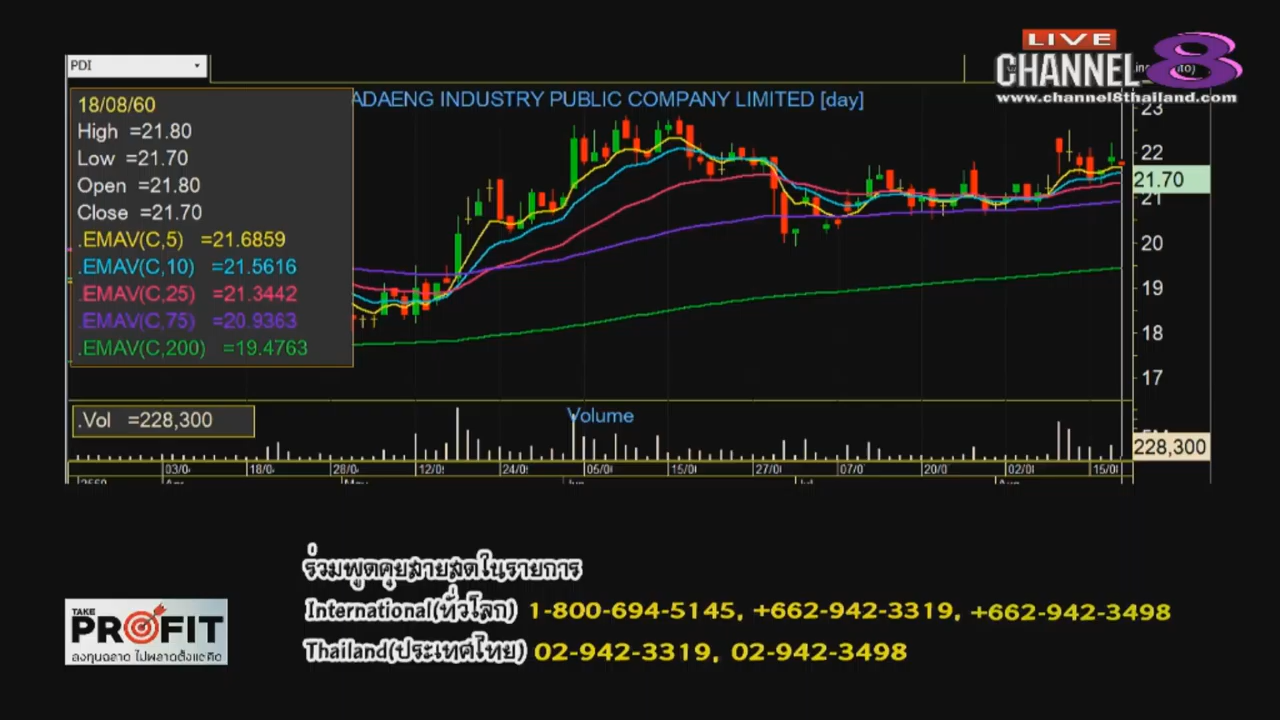 LIVE
CHANNEL 8
www.channel8thailand.com
PDI
18/08/60
High =21.80
Low =21.70
Open =21.80
Close =21.70
.EMAV(C,5) =21.6859
.EMAV(C,10) =21.5616
.EMAV(C,25) =21.3442
.EMAV(C,75) =20.9363
.EMAV(C,200) =19.4763
ADAENG INDUSTRY PUBLIC COMPANY LIMITED [day]
23
22
21.70
21
20
19
18
17
.Vol =228,300
Volume
228,300
03/0 18/0 28/0 12/0 24/0 05/0 15/0 27/0 07/0 20/0 02/0 15/0
ร่วมพูดคุยสายสดในรายการ
International(ทั่วโลก) 1-800-694-5145, +662-942-3319, +662-942-3498
Thailand(ประเทศไทย) 02-942-3319, 02-942-3498
TAKE
PROFIT
ลงทุนฉลาด ไม่พลาดตั้งแต่คิด